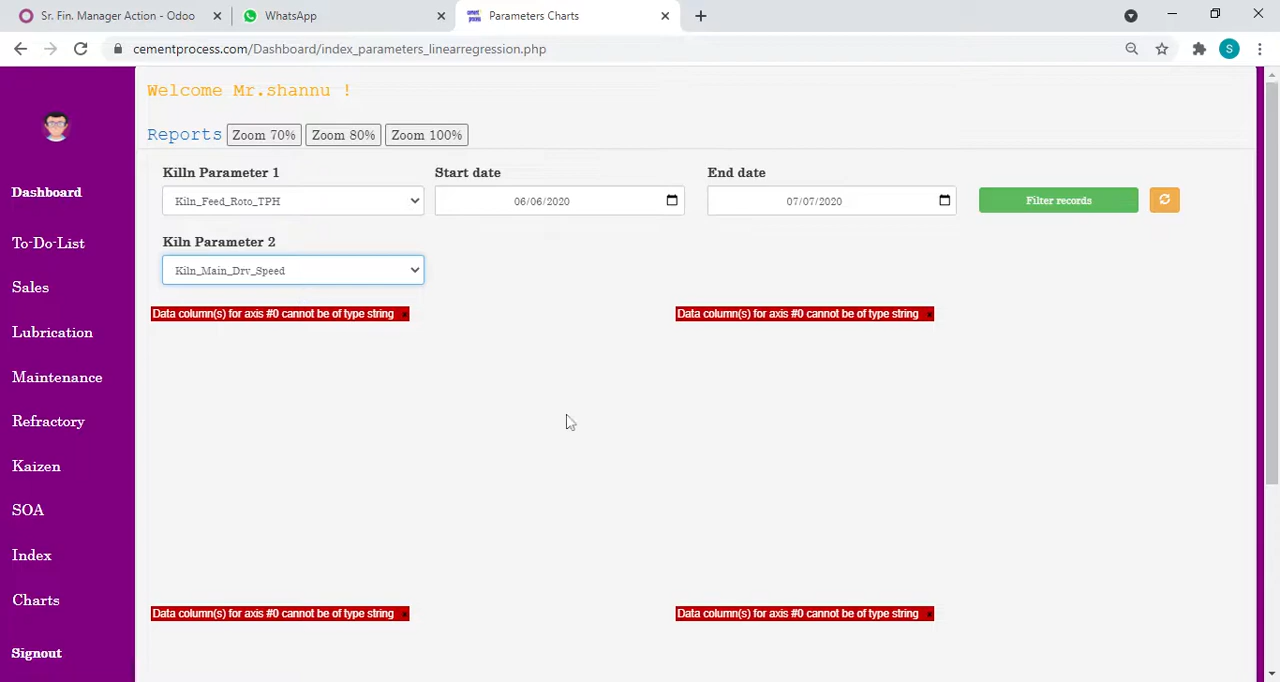 Sr. Fin. Manager Action - Odoo
WhatsApp
cement process
Parameters Charts
cementprocess.com/Dashboard/index_parameters_linearregression.php
S
Welcome Mr.shannu !
Reports
Zoom 70%
Zoom 80%
Zoom 100%
Dashboard
To-Do-List
Sales
Lubrication
Maintenance
Refractory
Kaizen
SOA
Index
Charts
Signout
Killn Parameter 1
Start date
End date
Kiln_Feed_Roto_TPH
06/06/2020
07/07/2020
Filter records
Kiln Parameter 2
Kiln_Main_Drv_Speed
Data column(s) for axis #0 cannot be of type string
Data column(s) for axis #0 cannot be of type string
Data column(s) for axis #0 cannot be of type string
Data column(s) for axis #0 cannot be of type string